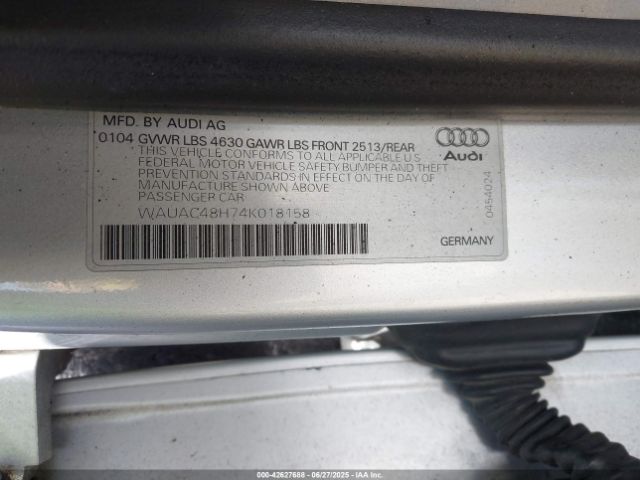 MFD. BY AUDI AG
0104 GVWR LBS 4630 GAWR LBS FRONT 2513/REAR
THIS VEHICLE CONFORMS TO ALL APPLICABLE U.S.
FEDERAL MOTOR VEHICLE SAFETY BUMPER AND THEFT
PREVENTION STANDARDS IN EFFECT ON THE DATE OF
MANUFACTURE SHOWN ABOVE
PASSENGER CAR
WAUAC48H74K018158
Audi
0454024
GERMANY
000-42627688 - 06/27/2025 - IAA, Inc.